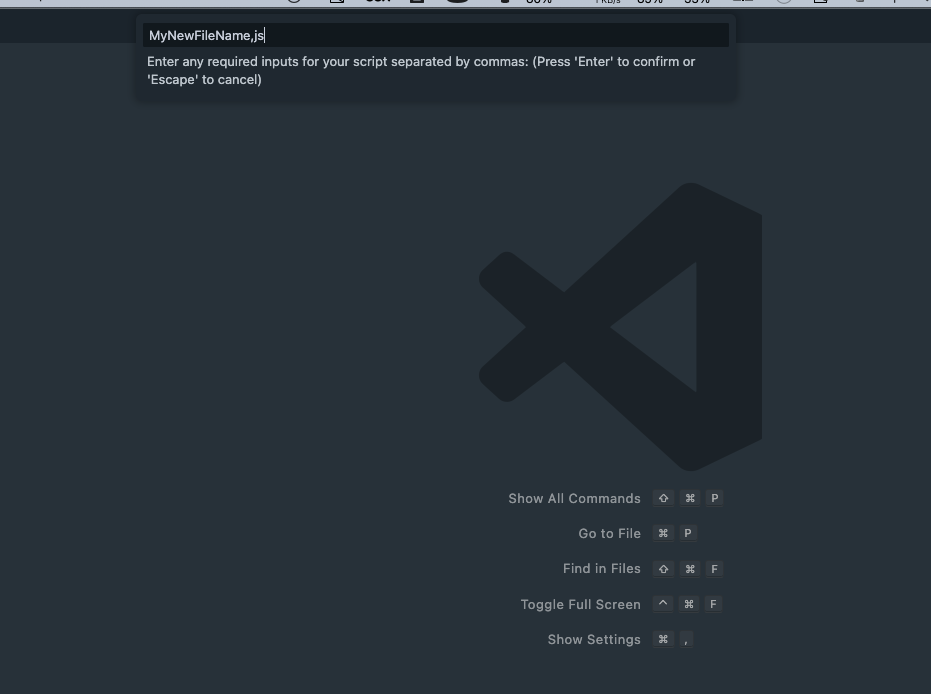 MyNewFileName,js
Enter any required inputs for your script separated by commas: (Press 'Enter' to confirm or
'Escape' to cancel)
Show All Commands ⇧ ⌘ P
Go to File ⌘ P
Find in Files ⇧ ⌘ F
Toggle Full Screen ^ ⌘ F
Show Settings ⌘ ,